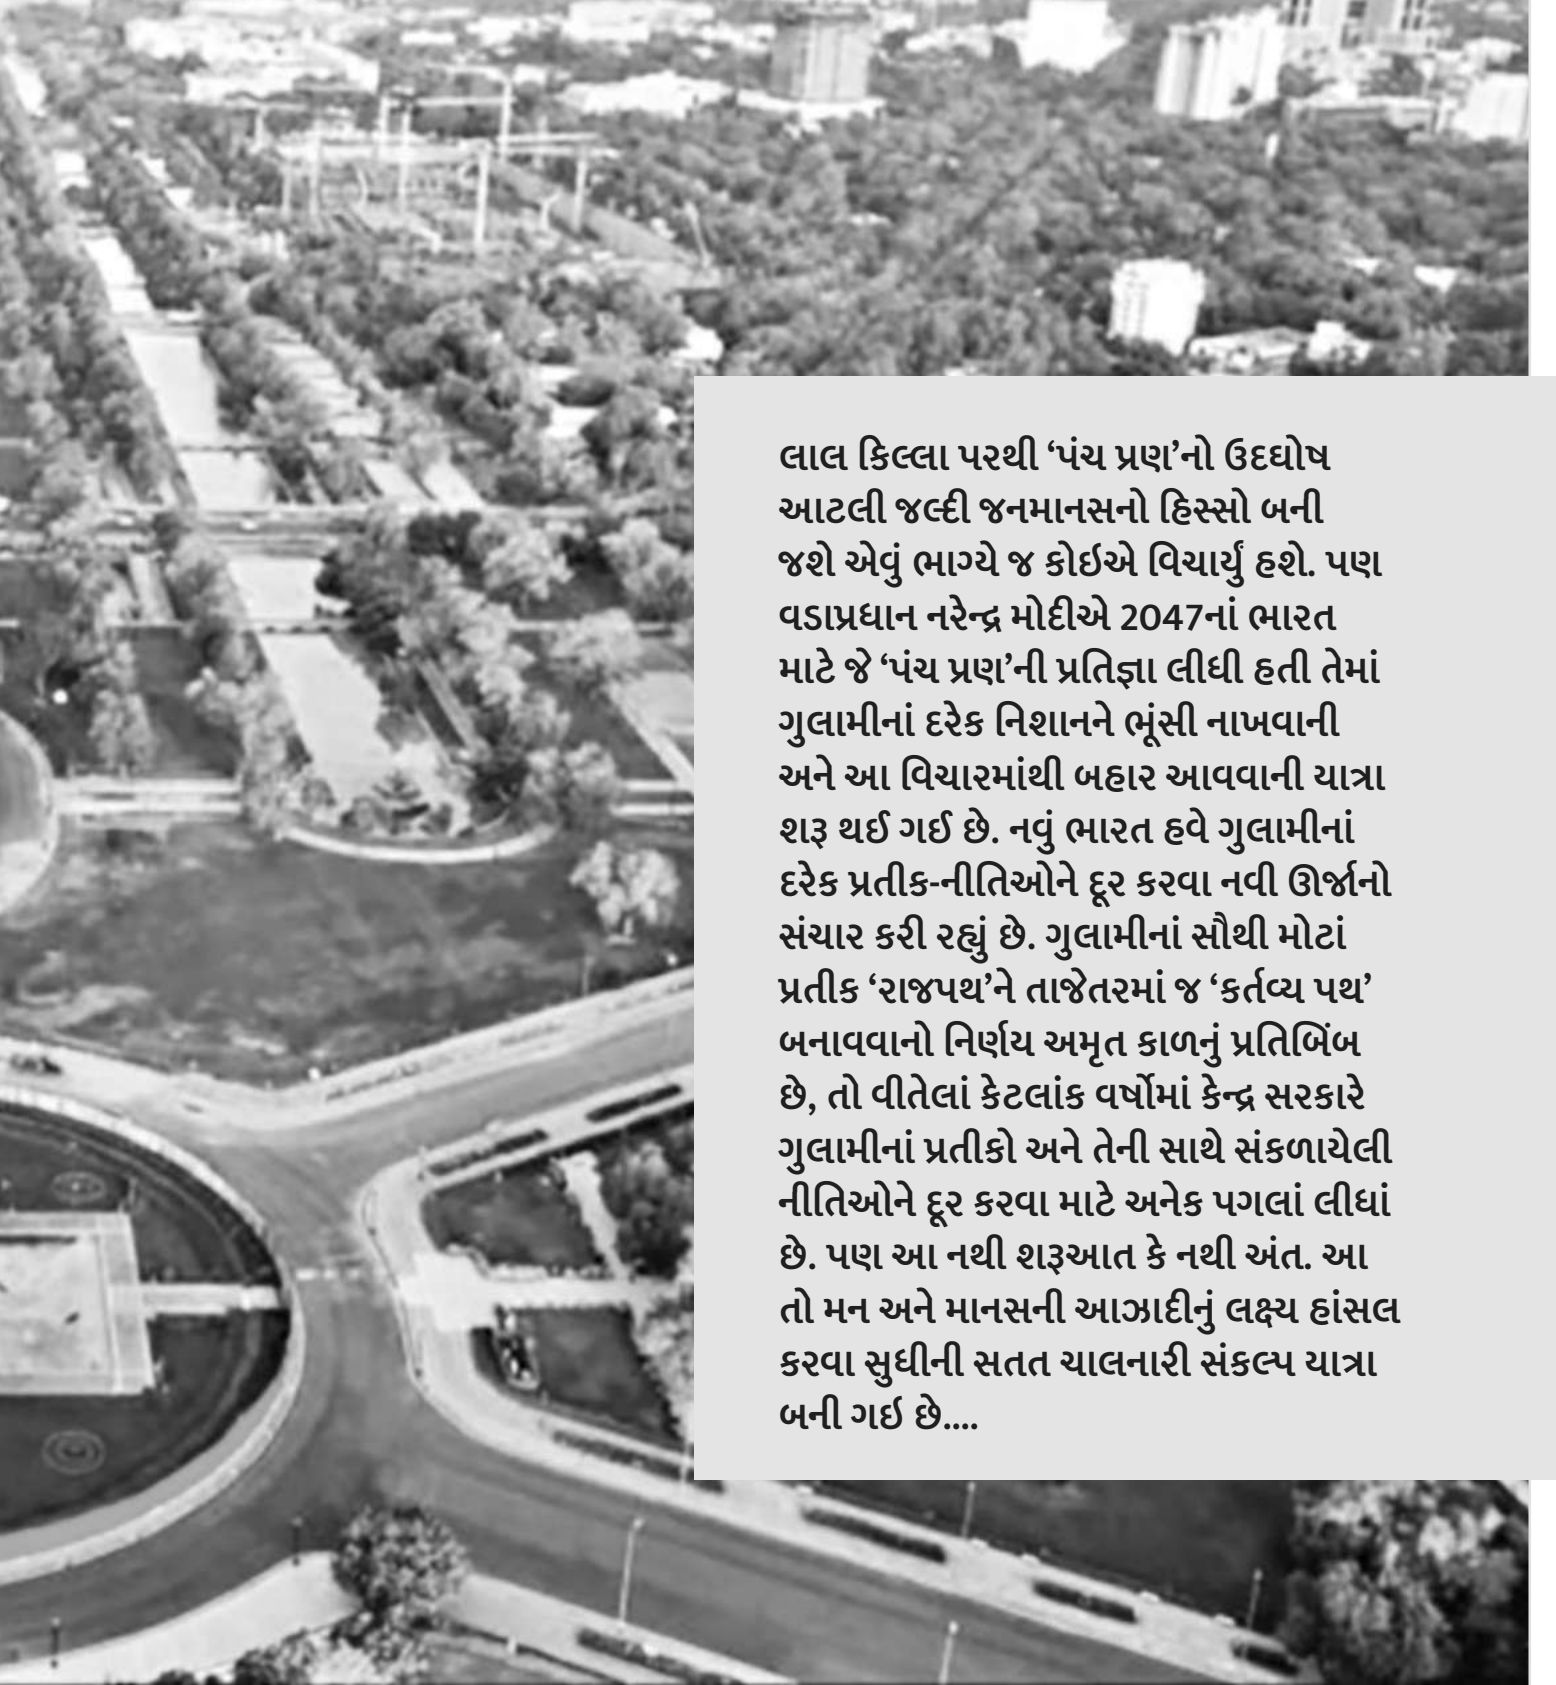 લાલ કિલ્લા પરથી ‘પંચ પ્રણ’નો ઉદઘોષ
આટલી જલ્દી જનમાનસનો હિસ્સો બની
જશે એવું ભાગ્યે જ કોઇએ વિચાર્યું હશે. પણ
વડાપ્રધાન નરેન્દ્ર મોદીએ 2047નાં ભારત
માટે જે ‘પંચ પ્રણ’ની પ્રતિજ્ઞા લીધી હતી તેમાં
ગુલામીનાં દરેક નિશાનને ભૂંસી નાખવાની
અને આ વિચારમાંથી બહાર આવવાની યાત્રા
શરૂ થઈ ગઈ છે. નવું ભારત હવે ગુલામીનાં
દરેક પ્રતીક-નીતિઓને દૂર કરવા નવી ઊર્જાનો
સંચાર કરી રહ્યું છે. ગુલામીનાં સૌથી મોટાં
પ્રતીક ‘રાજપથ’ને તાજેતરમાં જ ‘કર્તવ્ય પથ’
બનાવવાનો નિર્ણય અમૃત કાળનું પ્રતિબિંબ
છે, તો વીતેલાં કેટલાંક વર્ષોમાં કેન્દ્ર સરકારે
ગુલામીનાં પ્રતીકો અને તેની સાથે સંકળાયેલી
નીતિઓને દૂર કરવા માટે અનેક પગલાં લીધાં
છે. પણ આ નથી શરૂઆત કે નથી અંત. આ
તો મન અને માનસની આઝાદીનું લક્ષ્ય હાંસલ
કરવા સુધીની સતત ચાલનારી સંકલ્પ યાત્રા
બની ગઇ છે....